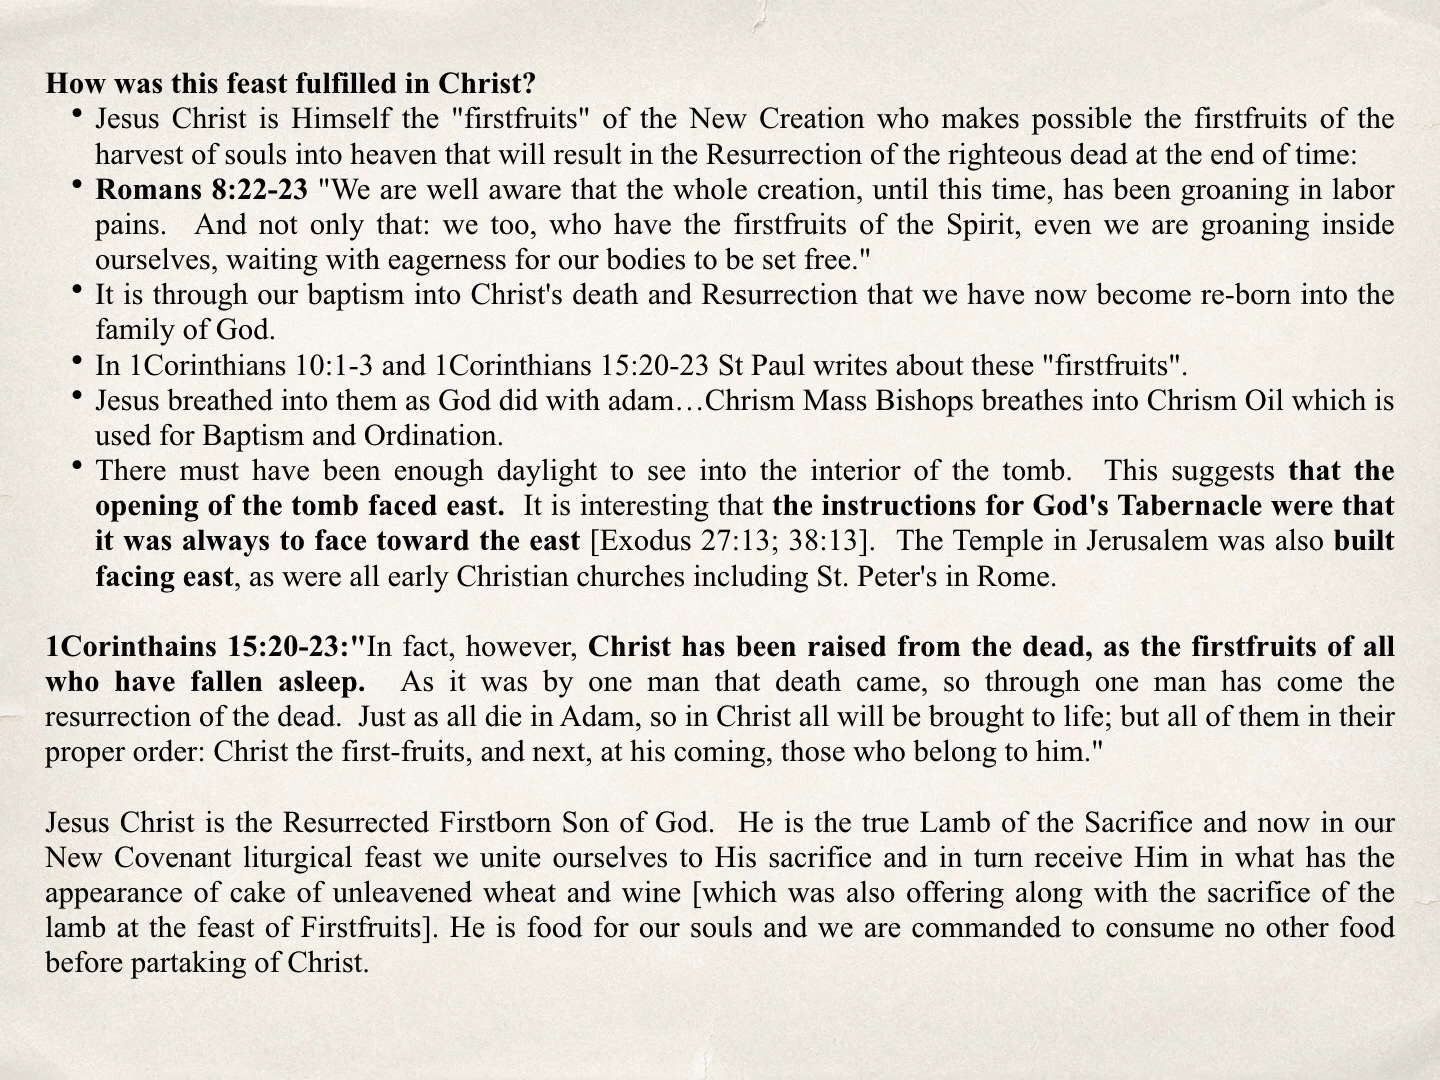 How was this feast fulfilled in Christ?
• Jesus Christ is Himself the "firstfruits" of the New Creation who makes possible the firstfruits of the
harvest of souls into heaven that will result in the Resurrection of the righteous dead at the end of time:
• Romans 8:22-23 "We are well aware that the whole creation, until this time, has been groaning in labor
pains.  And not only that: we too, who have the firstfruits of the Spirit, even we are groaning inside
ourselves, waiting with eagerness for our bodies to be set free."
• It is through our baptism into Christ's death and Resurrection that we have now become re-born into the
family of God.
• In 1Corinthians 10:1-3 and 1Corinthians 15:20-23 St Paul writes about these "firstfruits".
• Jesus breathed into them as God did with adam…Chrism Mass Bishops breathes into Chrism Oil which is
used for Baptism and Ordination.
• There must have been enough daylight to see into the interior of the tomb.  This suggests that the
opening of the tomb faced east.  It is interesting that the instructions for God's Tabernacle were that
it was always to face toward the east [Exodus 27:13; 38:13].  The Temple in Jerusalem was also built
facing east, as were all early Christian churches including St. Peter's in Rome.
1Corinthains 15:20-23:"In fact, however, Christ has been raised from the dead, as the firstfruits of all
who have fallen asleep.  As it was by one man that death came, so through one man has come the
resurrection of the dead.  Just as all die in Adam, so in Christ all will be brought to life; but all of them in their
proper order: Christ the first-fruits, and next, at his coming, those who belong to him."
Jesus Christ is the Resurrected Firstborn Son of God.  He is the true Lamb of the Sacrifice and now in our
New Covenant liturgical feast we unite ourselves to His sacrifice and in turn receive Him in what has the
appearance of cake of unleavened wheat and wine [which was also offering along with the sacrifice of the
lamb at the feast of Firstfruits]. He is food for our souls and we are commanded to consume no other food
before partaking of Christ.